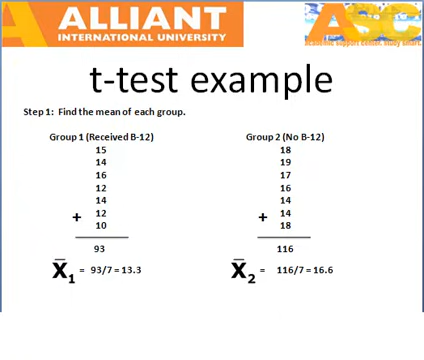 ALLIANT
INTERNATIONAL UNIVERSITY
ASC
Academic Support Center. Study Smart.
t-test example
Step 1: Find the mean of each group.
Group 1 (Received B-12)
15
14
16
12
14
12
+ 10
93
X̅1 = 93/7 = 13.3
Group 2 (No B-12)
18
19
17
16
14
14
+ 18
116
X̅2 = 116/7 = 16.6